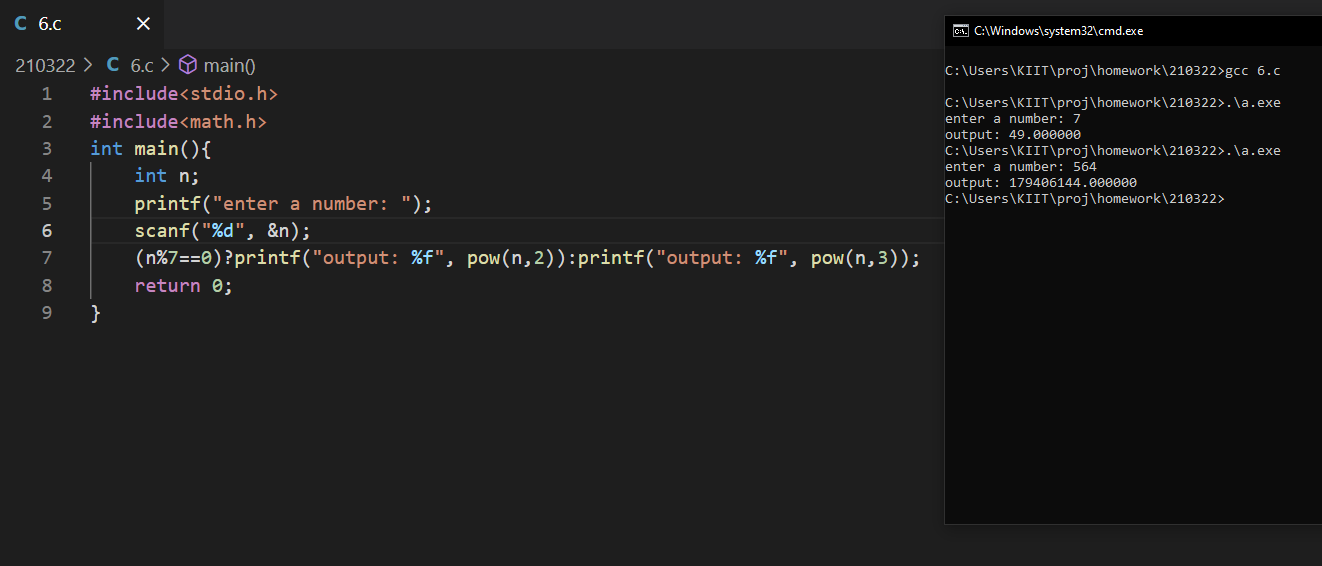 C 6.c ×
210322 > C 6.c > main()
1 #include<stdio.h>
2 #include<math.h>
3 int main(){
4     int n;
5     printf("enter a number: ");
6     scanf("%d", &n);
7     (n%7==0)?printf("output: %f", pow(n,2)):printf("output: %f", pow(n,3));
8     return 0;
9 }
C:\Windows\system32\cmd.exe
C:\Users\KIIT\proj\homework\210322>gcc 6.c
C:\Users\KIIT\proj\homework\210322>.\a.exe
enter a number: 7
output: 49.000000
C:\Users\KIIT\proj\homework\210322>.\a.exe
enter a number: 564
output: 179406144.000000
C:\Users\KIIT\proj\homework\210322>